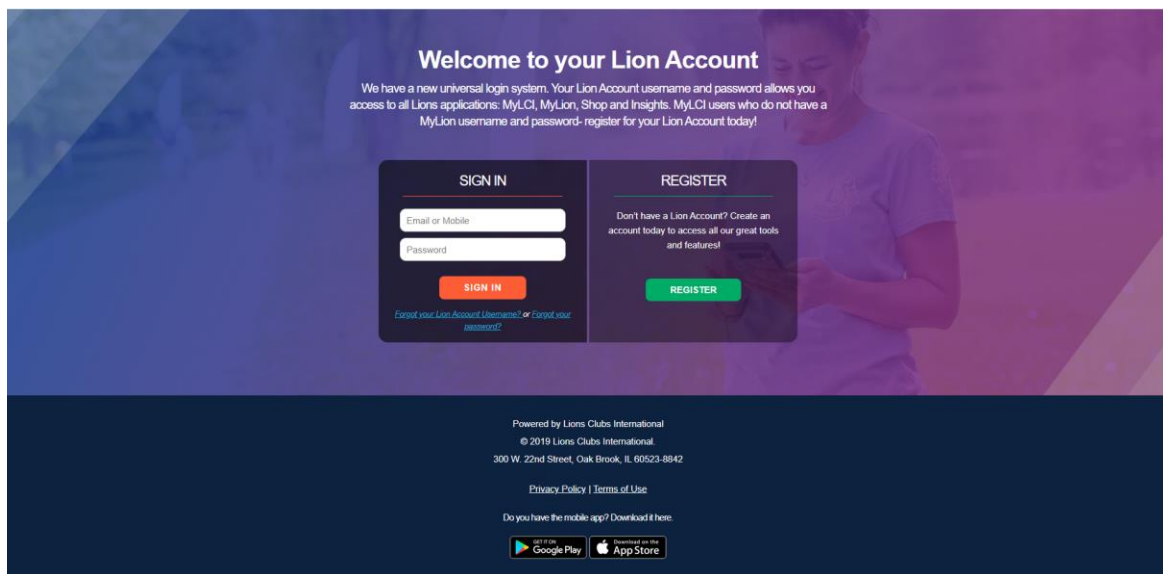 Welcome to your Lion Account
We have a new universal login system. Your Lion Account username and password allows you
access to all Lions applications: MyLCI, MyLion, Shop and Insights. MyLCI users who do not have a
MyLion username and password- register for your Lion Account today!
SIGN IN
Email or Mobile
Password
SIGN IN
Forgot your Lion Account Username? or Forgot your
password?
REGISTER
Don't have a Lion Account? Create an
account today to access all our great tools
and features!
REGISTER
Powered by Lions Clubs International
© 2019 Lions Clubs International.
300 W. 22nd Street, Oak Brook, IL 60523-8842
Privacy Policy | Terms of Use
Do you have the mobile app? Download it here.
GET IT ON
Google Play
Download on the
App Store